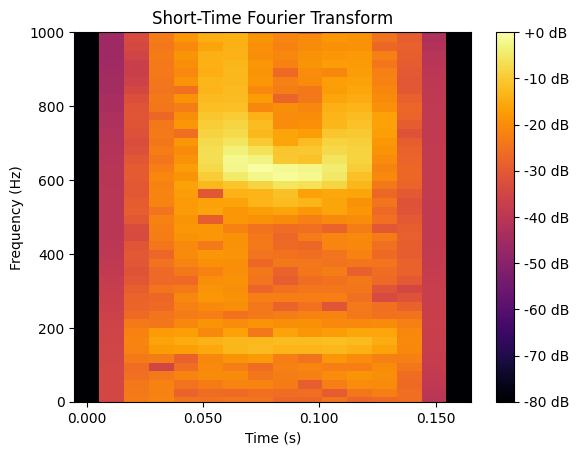 Short-Time Fourier Transform
1000
800
600
400
200
0
Frequency (Hz)
0.000
0.050
0.100
0.150
Time (s)
+0 dB
-10 dB
-20 dB
-30 dB
-40 dB
-50 dB
-60 dB
-70 dB
-80 dB